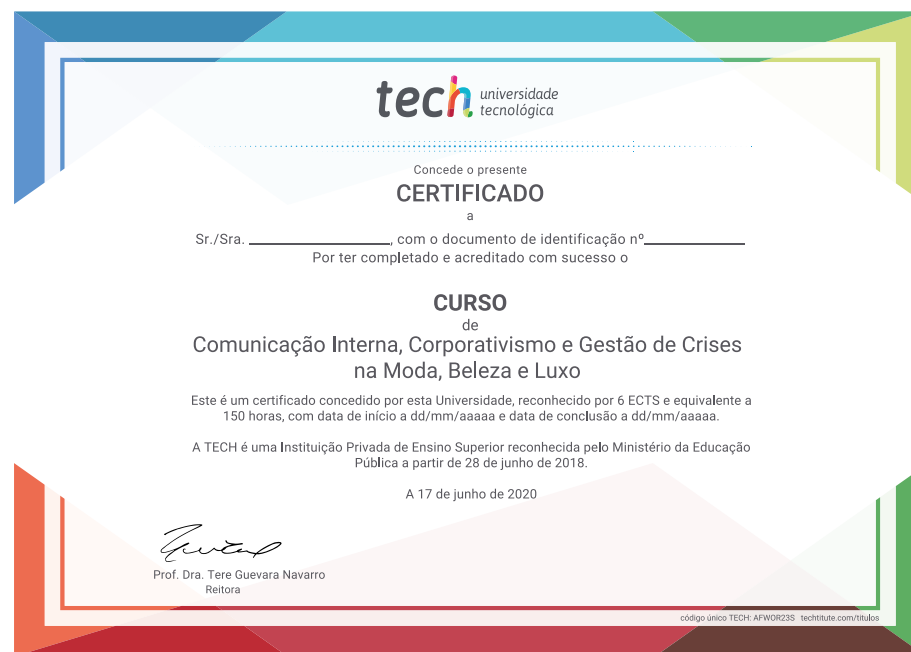 tech universidade
tecnológica
Concede o presente
CERTIFICADO
a
Sr./Sra. ____________________, com o documento de identificação nº______________
Por ter completado e acreditado com sucesso o
CURSO
de
Comunicação Interna, Corporativismo e Gestão de Crises
na Moda, Beleza e Luxo
Este é um certificado concedido por esta Universidade, reconhecido por 6 ECTS e equivalente a
150 horas, com data de início a dd/mm/aaaaa e data de conclusão a dd/mm/aaaaa.
A TECH é uma Instituição Privada de Ensino Superior reconhecida pelo Ministério da Educação
Pública a partir de 28 de junho de 2018.
A 17 de junho de 2020
Prof. Dra. Tere Guevara Navarro
Reitora
código único TECH: AFWOR23S techtitute.com/titulos